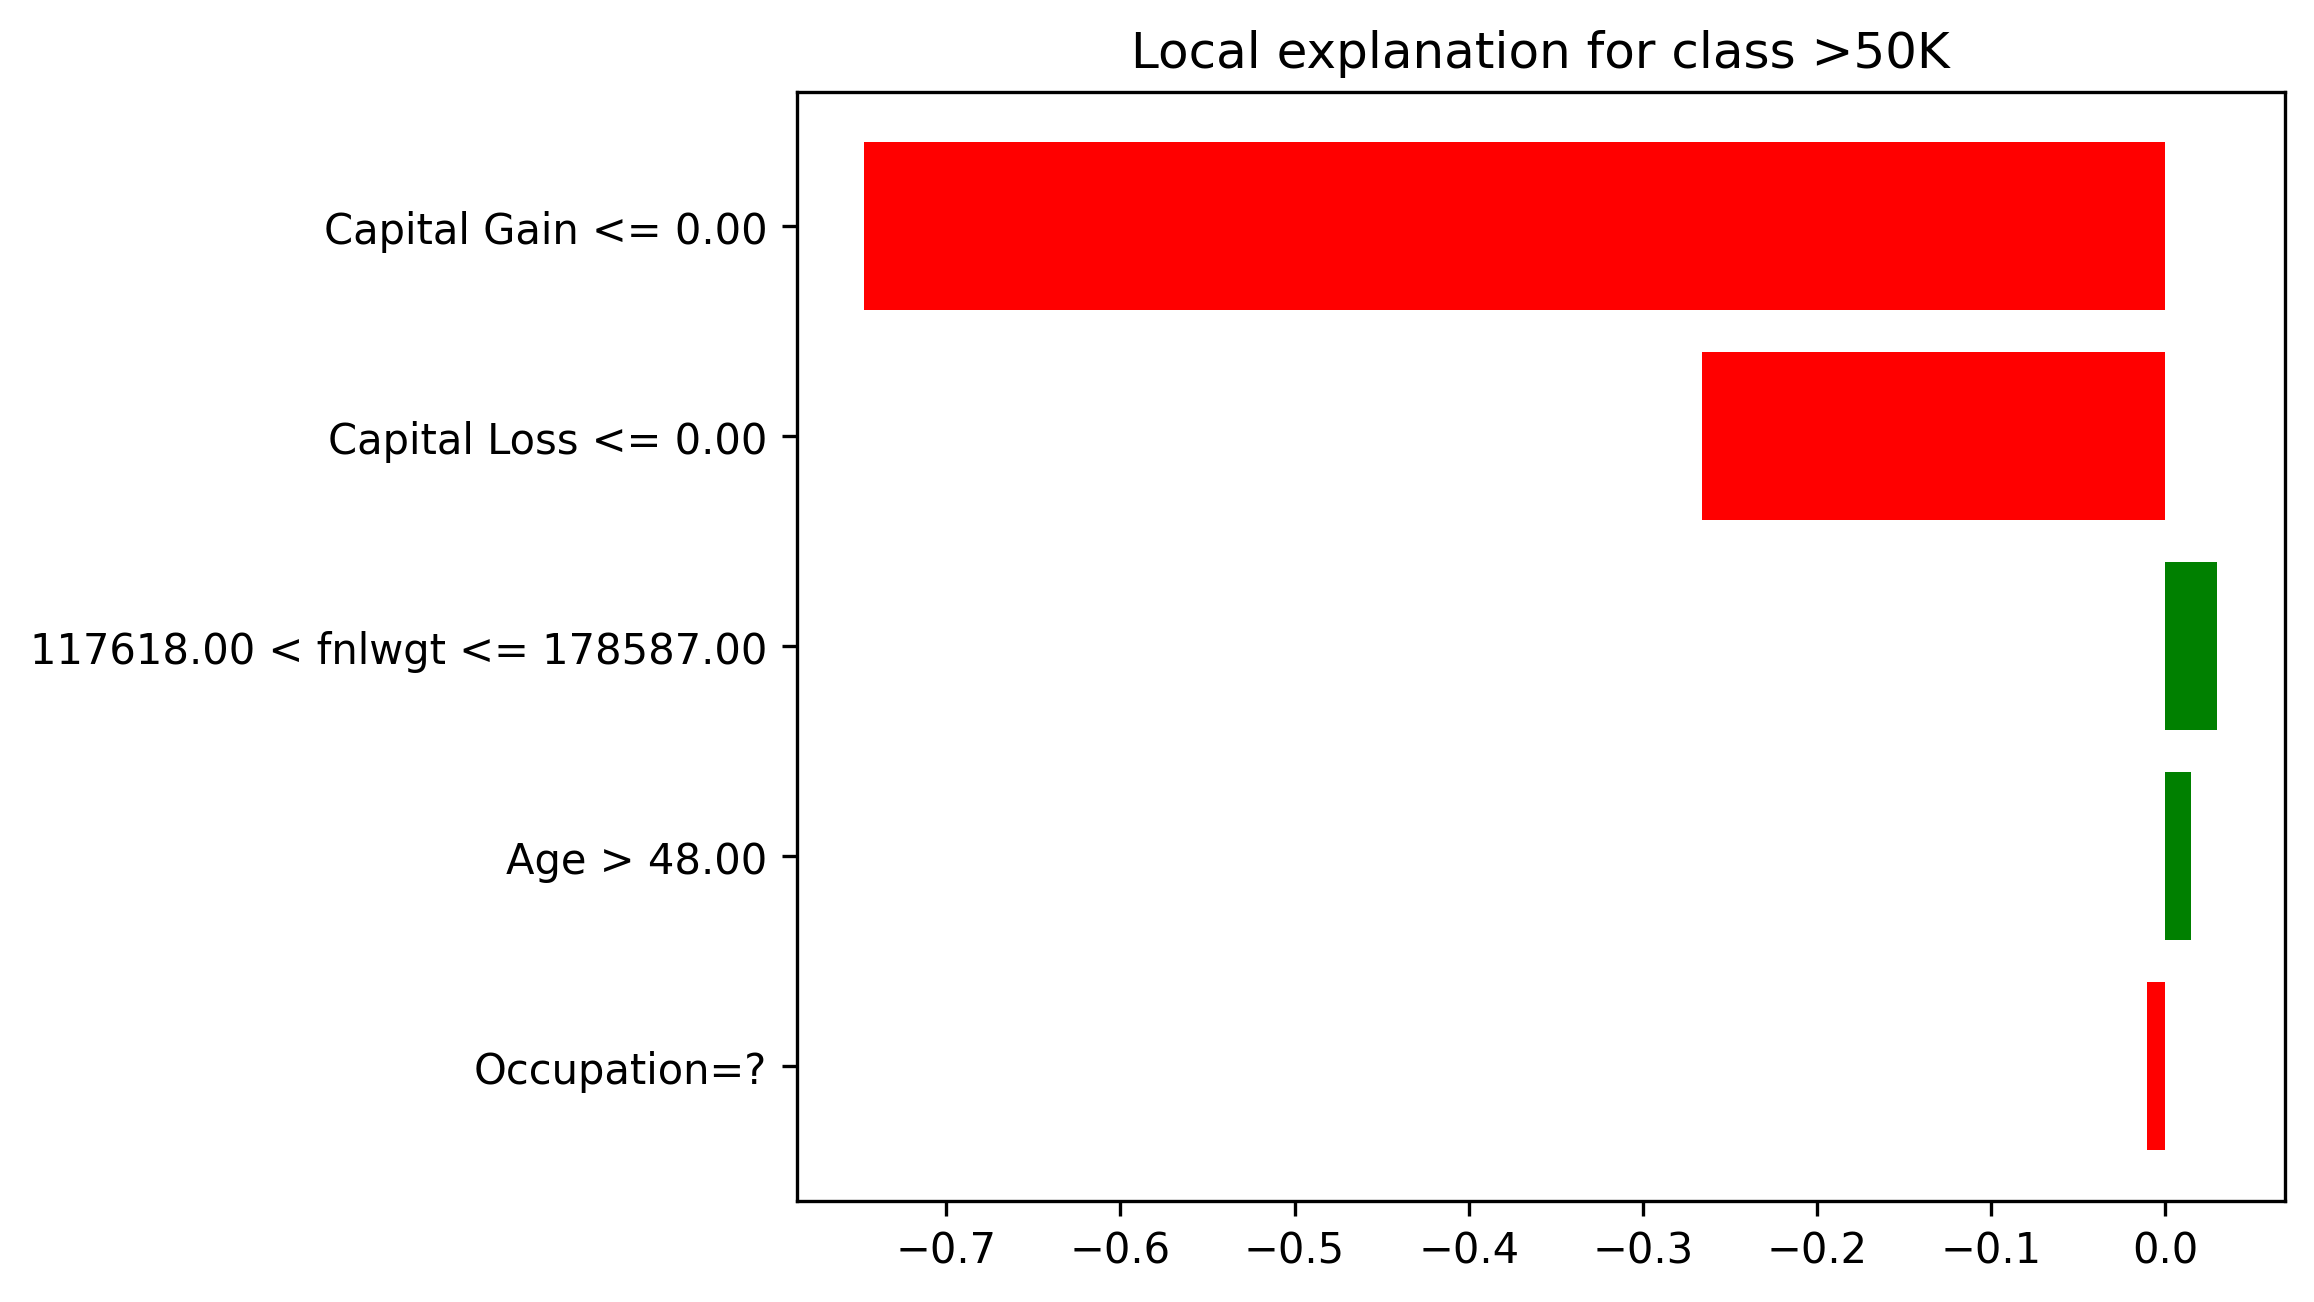 Local explanation for class >50K
Capital Gain <= 0.00
Capital Loss <= 0.00
117618.00 < fnlwgt <= 178587.00
Age > 48.00
Occupation=?
−0.7 −0.6 −0.5 −0.4 −0.3 −0.2 −0.1 0.0